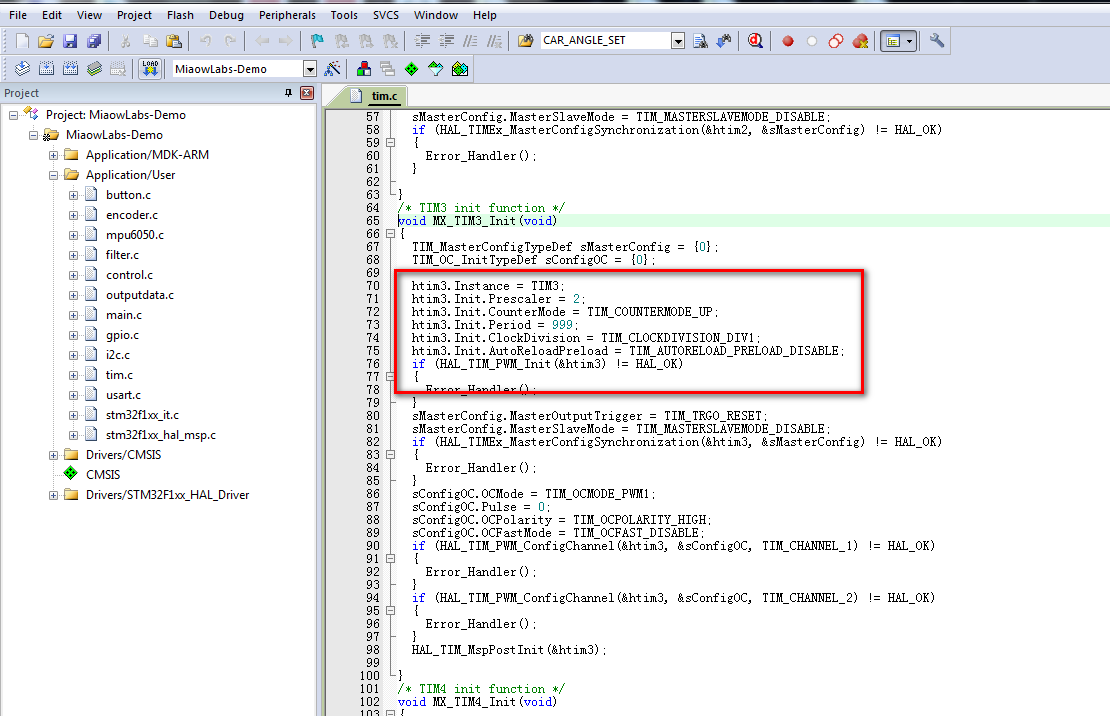 File Edit View Project Flash Debug Peripherals Tools SVCS Window Help
CAR_ANGLE_SET
LOAD
MiaowLabs-Demo
Project
tim.c
Project: MiaowLabs-Demo
MiaowLabs-Demo
Application/MDK-ARM
Application/User
button.c
encoder.c
mpu6050.c
filter.c
control.c
outputdata.c
main.c
gpio.c
i2c.c
tim.c
usart.c
stm32f1xx_it.c
stm32f1xx_hal_msp.c
Drivers/CMSIS
CMSIS
Drivers/STM32F1xx_HAL_Driver
57 sMasterConfig.MasterSlaveMode = TIM_MASTERSLAVEMODE_DISABLE;
58 if (HAL_TIMEx_MasterConfigSynchronization(&htim2, &sMasterConfig) != HAL_OK)
59 {
60 Error_Handler();
61 }
62
63 }
64 /* TIM3 init function */
65 void MX_TIM3_Init(void)
66 {
67 TIM_MasterConfigTypeDef sMasterConfig = {0};
68 TIM_OC_InitTypeDef sConfigOC = {0};
69
70 htim3.Instance = TIM3;
71 htim3.Init.Prescaler = 2;
72 htim3.Init.CounterMode = TIM_COUNTERMODE_UP;
73 htim3.Init.Period = 999;
74 htim3.Init.ClockDivision = TIM_CLOCKDIVISION_DIV1;
75 htim3.Init.AutoReloadPreload = TIM_AUTORELOAD_PRELOAD_DISABLE;
76 if (HAL_TIM_PWM_Init(&htim3) != HAL_OK)
77 {
78 Error_Handler();
79 }
80 sMasterConfig.MasterOutputTrigger = TIM_TRGO_RESET;
81 sMasterConfig.MasterSlaveMode = TIM_MASTERSLAVEMODE_DISABLE;
82 if (HAL_TIMEx_MasterConfigSynchronization(&htim3, &sMasterConfig) != HAL_OK)
83 {
84 Error_Handler();
85 }
86 sConfigOC.OCMode = TIM_OCMODE_PWM1;
87 sConfigOC.Pulse = 0;
88 sConfigOC.OCPolarity = TIM_OCPOLARITY_HIGH;
89 sConfigOC.OCFastMode = TIM_OCFAST_DISABLE;
90 if (HAL_TIM_PWM_ConfigChannel(&htim3, &sConfigOC, TIM_CHANNEL_1) != HAL_OK)
91 {
92 Error_Handler();
93 }
94 if (HAL_TIM_PWM_ConfigChannel(&htim3, &sConfigOC, TIM_CHANNEL_2) != HAL_OK)
95 {
96 Error_Handler();
97 }
98 HAL_TIM_MspPostInit(&htim3);
99
100 }
101 /* TIM4 init function */
102 void MX_TIM4_Init(void)
103 {